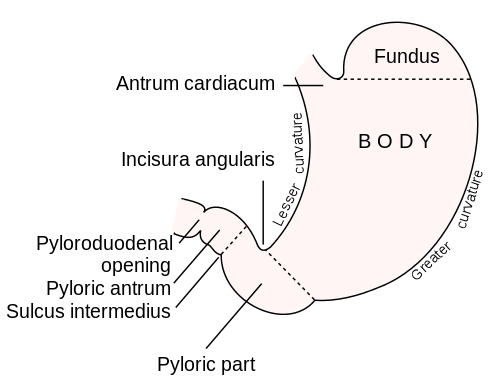 Fundus
Antrum cardiacum
BODY
Lesser curvature
Incisura angularis
Greater curvature
Pyloroduodenal
opening
Pyloric antrum
Sulcus intermedius
Pyloric part